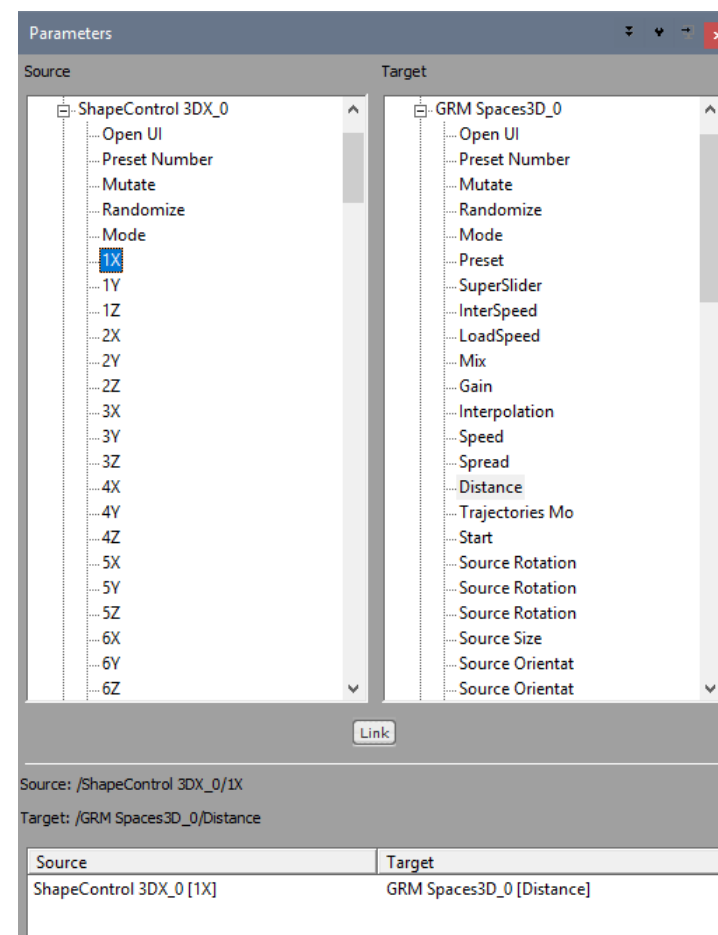 Parameters
Source
Target
ShapeControl 3DX_0
Open UI
Preset Number
Mutate
Randomize
Mode
1X
1Y
1Z
2X
2Y
2Z
3X
3Y
3Z
4X
4Y
4Z
5X
5Y
5Z
6X
6Y
6Z
GRM Spaces3D_0
Open UI
Preset Number
Mutate
Randomize
Mode
Preset
SuperSlider
InterSpeed
LoadSpeed
Mix
Gain
Interpolation
Speed
Spread
Distance
Trajectories Mo
Start
Source Rotation
Source Rotation
Source Rotation
Source Size
Source Orientat
Source Orientat
Link
Source: /ShapeControl 3DX_0/1X
Target: /GRM Spaces3D_0/Distance
Source Target
ShapeControl 3DX_0 [1X] GRM Spaces3D_0 [Distance]